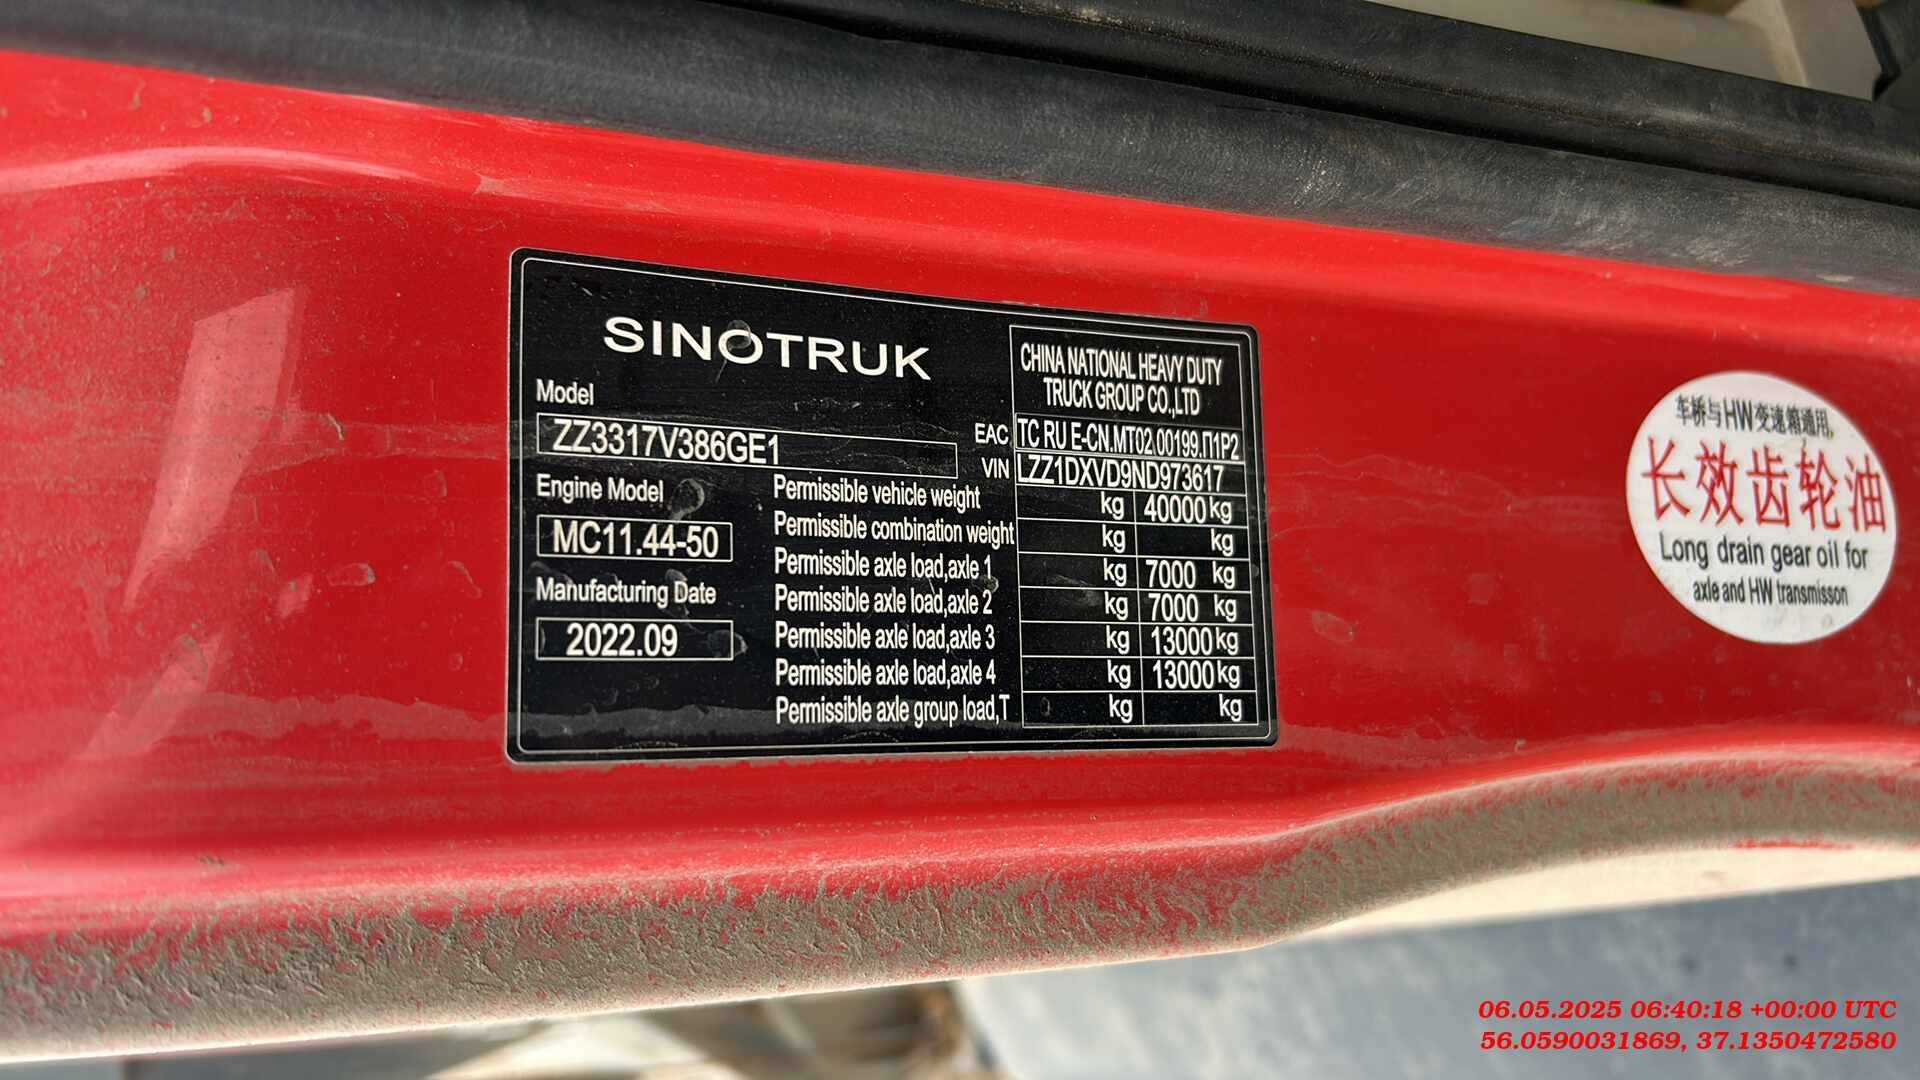 SINOTRUK
CHINA NATIONAL HEAVY DUTY
TRUCK GROUP CO.,LTD
Model
ZZ3317V386GE1
EAC TC RU E-CN.MT02.00199.П1P2
VIN LZZ1DXVD9ND973617
Engine Model
MC11.44-50
Manufacturing Date
2022.09
Permissible vehicle weight kg 40000 kg
Permissible combination weight kg kg
Permissible axle load,axle 1 kg 7000 kg
Permissible axle load,axle 2 kg 7000 kg
Permissible axle load,axle 3 kg 13000 kg
Permissible axle load,axle 4 kg 13000 kg
Permissible axle group load,T kg kg
车桥与HW变速箱通用,
长效齿轮油
Long drain gear oil for
axle and HW transmisson
06.05.2025 06:40:18 +00:00 UTC
56.0590031869, 37.1350472580